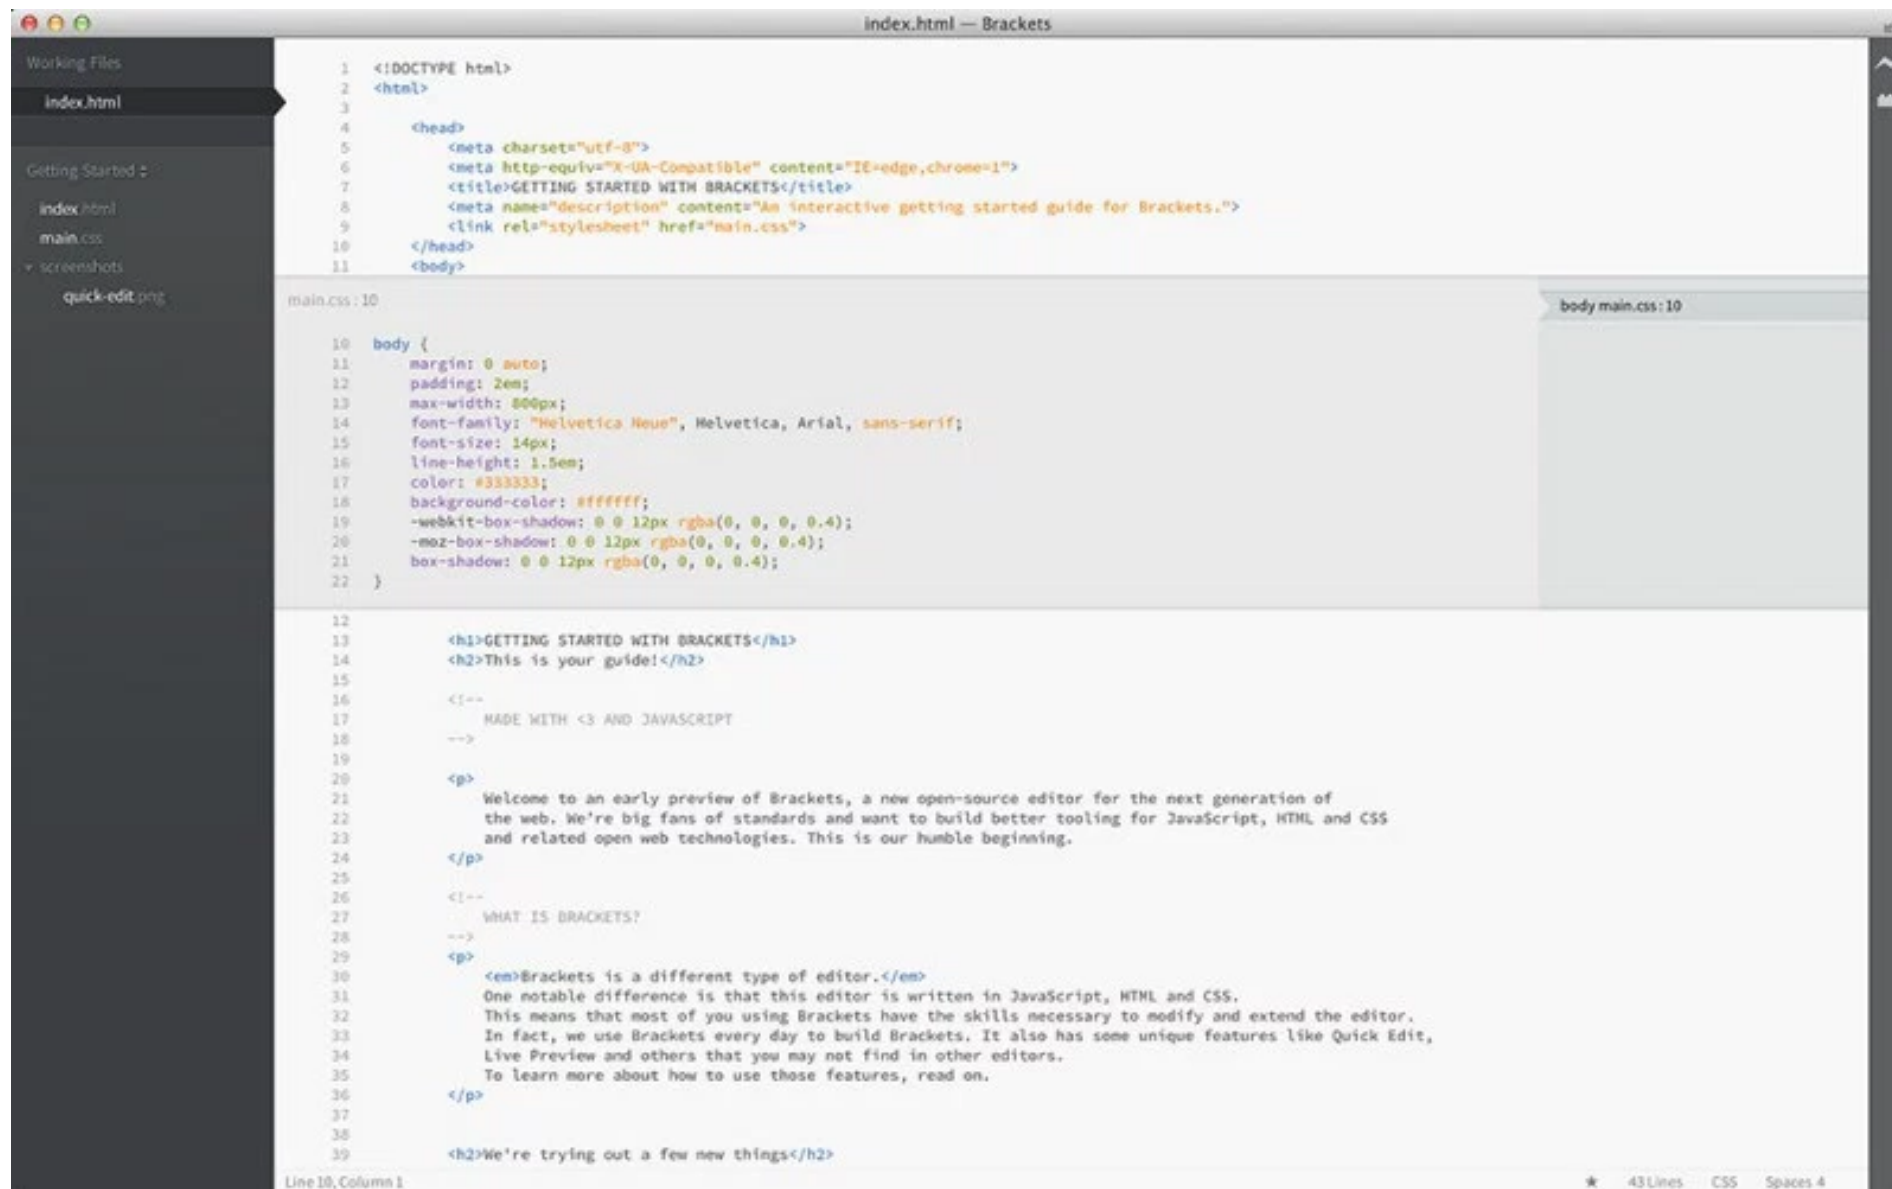 index.html — Brackets
Working Files
index.html
Getting Started
index.html
main.css
screenshots
quick-edit.png
1 <!DOCTYPE html>
2 <html>
3
4 <head>
5 <meta charset="utf-8">
6 <meta http-equiv="X-UA-Compatible" content="IE=edge,chrome=1">
7 <title>GETTING STARTED WITH BRACKETS</title>
8 <meta name="description" content="An interactive getting started guide for Brackets.">
9 <link rel="stylesheet" href="main.css">
10 </head>
11 <body>
main.css : 10
body main.css : 10
10 body {
11 margin: 0 auto;
12 padding: 2em;
13 max-width: 800px;
14 font-family: "Helvetica Neue", Helvetica, Arial, sans-serif;
15 font-size: 14px;
16 line-height: 1.5em;
17 color: #333333;
18 background-color: #ffffff;
19 -webkit-box-shadow: 0 0 12px rgba(0, 0, 0, 0.4);
20 -moz-box-shadow: 0 0 12px rgba(0, 0, 0, 0.4);
21 box-shadow: 0 0 12px rgba(0, 0, 0, 0.4);
22 }
12
13 <h1>GETTING STARTED WITH BRACKETS</h1>
14 <h2>This is your guide!</h2>
15
16 <!--
17 MADE WITH <3 AND JAVASCRIPT
18 -->
19
20 <p>
21 Welcome to an early preview of Brackets, a new open-source editor for the next generation of
22 the web. We're big fans of standards and want to build better tooling for JavaScript, HTML and CSS
23 and related open web technologies. This is our humble beginning.
24 </p>
25
26 <!--
27 WHAT IS BRACKETS?
28 -->
29 <p>
30 <em>Brackets is a different type of editor.</em>
31 One notable difference is that this editor is written in JavaScript, HTML and CSS.
32 This means that most of you using Brackets have the skills necessary to modify and extend the editor.
33 In fact, we use Brackets every day to build Brackets. It also has some unique features like Quick Edit,
34 Live Preview and others that you may not find in other editors.
35 To learn more about how to use those features, read on.
36 </p>
37
38
39 <h2>We're trying out a few new things</h2>
Line 10, Column 1
43 Lines CSS Spaces 4